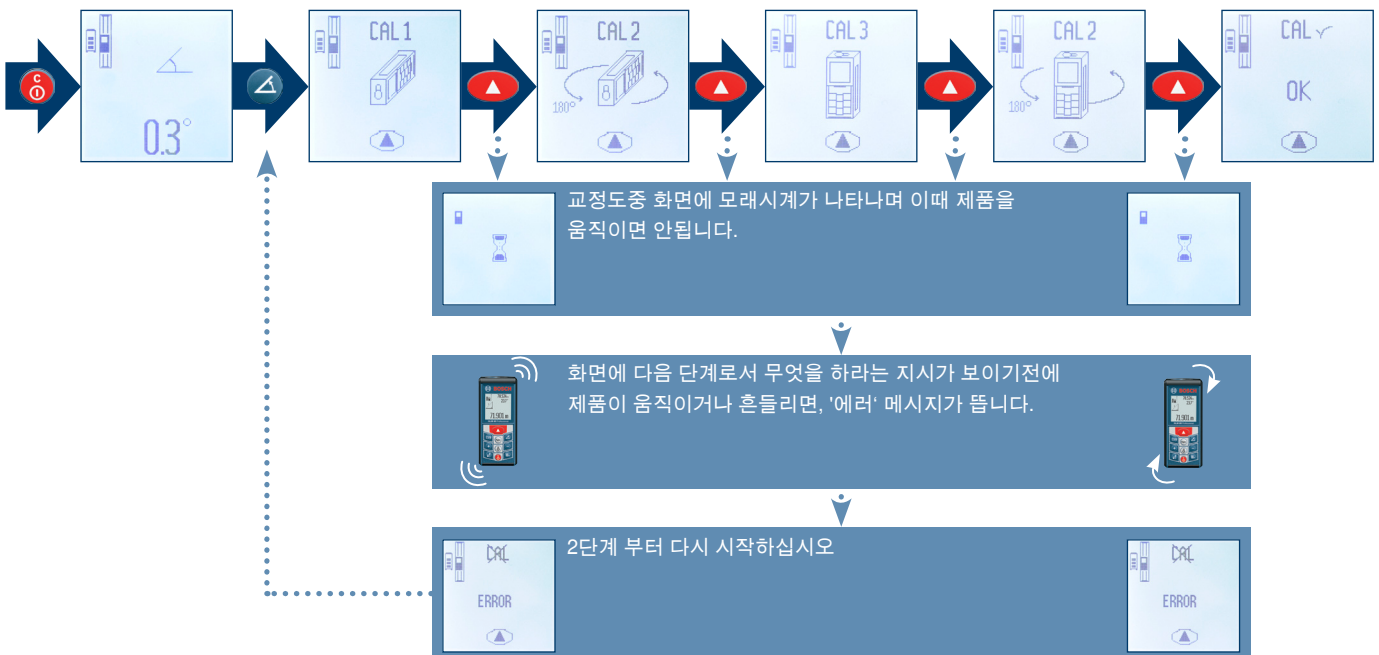 C
0.3°
CAL 1
CAL 2
180°
CAL 3
CAL 2
180°
CAL
OK
교정도중 화면에 모래시계가 나타나며 이때 제품을
움직이면 안됩니다.
화면에 다음 단계로서 무엇을 하라는 지시가 보이기전에
제품이 움직이거나 흔들리면, '에러‘ 메시지가 뜹니다.
BOSCH
BOSCH
2단계 부터 다시 시작하십시오
CAL
ERROR
CAL
ERROR